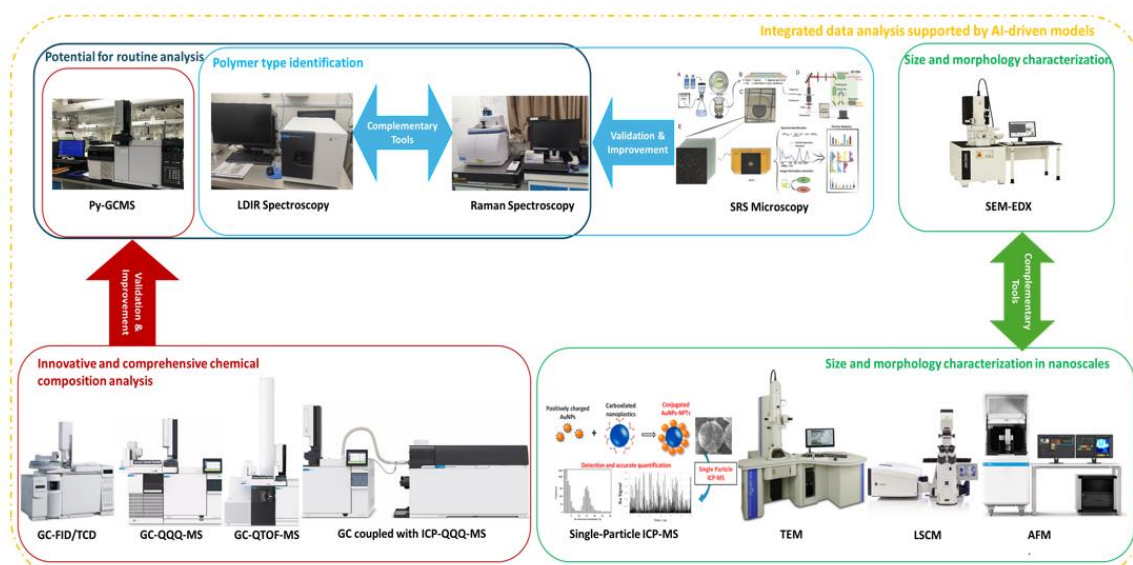 Integrated data analysis supported by AI-driven models
Potential for routine analysis
Polymer type identification
Size and morphology characterization
Complementary
Tools
Validation &
Improvement
A
B
C
D
E
Py-GCMS
LDIR Spectroscopy
Raman Spectroscopy
SRS Microscopy
SEM-EDX
Validation &
Improvement
Complementary
Tools
Innovative and comprehensive chemical
composition analysis
Size and morphology characterization in nanoscales
Positively charged
AuNPs
Carboxilated
nanoplastics
Conjugated
AuNPs-NPTs
+
Detection and accurate quantification
Single Particle
ICP-MS
Au Signal
GC-FID/TCD
GC-QQQ-MS
GC-QTOF-MS
GC coupled with ICP-QQQ-MS
Single-Particle ICP-MS
TEM
LSCM
AFM
.